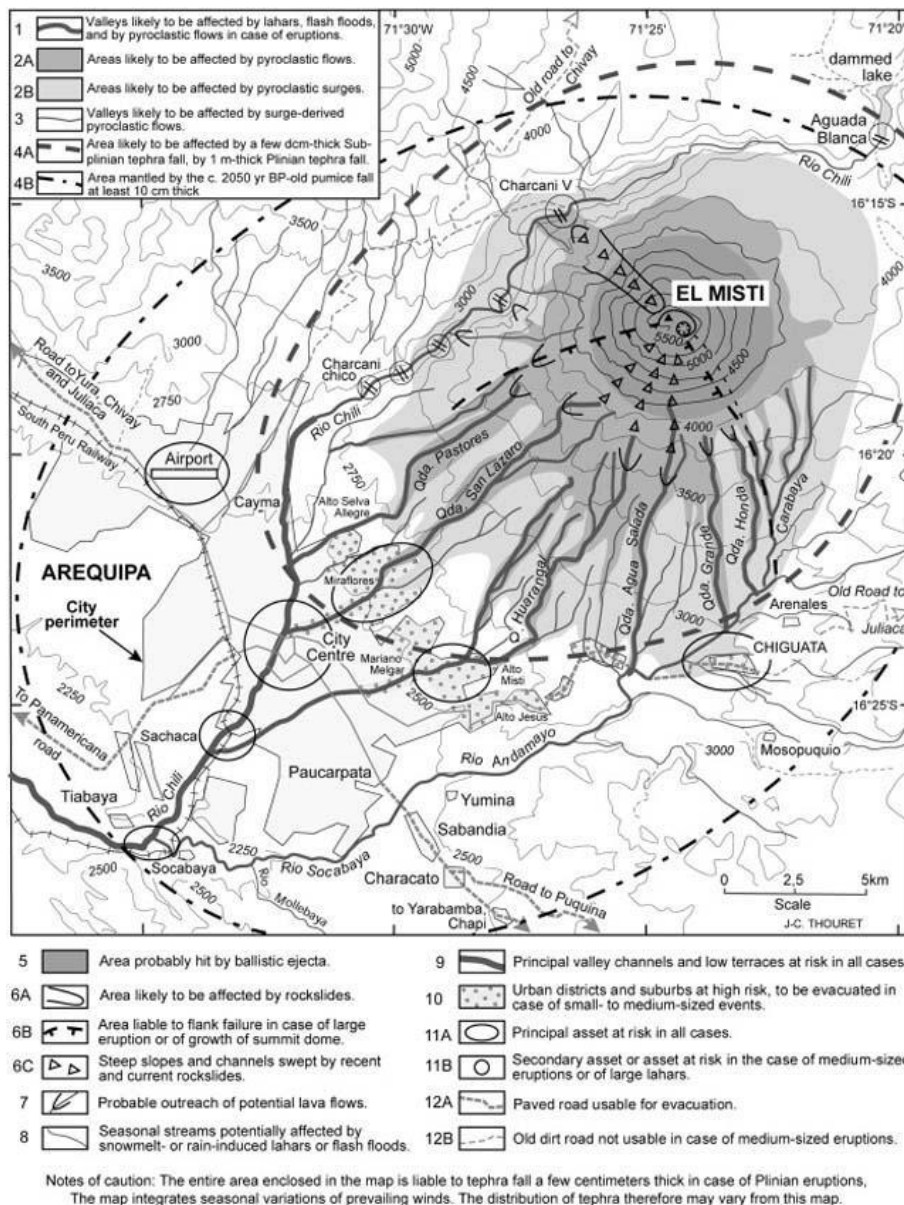 1 Valleys likely to be affected by lahars, flash floods,
and by pyroclastic flows in case of eruptions.
2A Areas likely to be affected by pyroclastic flows.
2B Areas likely to be affected by pyroclastic surges.
3 Valleys likely to be affected by surge-derived
pyroclastic flows.
4A Area likely to be affected by a few dcm-thick Sub-
plinian tephra fall, by 1 m-thick Plinian tephra fall.
4B Area mantled by the c. 2050 yr BP-old pumice fall
at least 10 cm thick
71°30'W
71°25'
71°20'
5000
4500
Old road to
Chivay
4000
dammed
lake
Aguada
Blanca
Rio Chili
Charcani V
16°15'S
3500
3500
3000
4000
EL MISTI
5500
5000
4500
3000
Road to Yura, Chivay
and Juliaca
2750
Charcani
chico
Rio Chili
4000
South Peru Railway
Airport
16°20'
Cayma
2750
Alto Selva
Allegre
Qda. Pastores
Qda. San Lazaro
3500
Qda. Agua Salada
Qda. Grande
Qda. Honda
Carabaya
AREQUIPA
Miraflores
Q. Huarangal
City
perimeter
City
Centre
Mariano
Melgar
3000
Arenales
Old Road to
Juliaca
CHIGUATA
2250
2500
Alto
Misti
Alto Jesus
16°25'S
To Panamericana
road
Sachaca
Rio Andamayo
3000
Mosopuquio
Paucarpata
Tiabaya
Rio Chili
Yumina
Sabandia
2250
Socabaya
Rio Socabaya
2500
2500
Rio
Mollebaya
2500
Characato
Road to Puquina
to Yarabamba,
Chapi
0 2,5 5km
Scale
J-C. THOURET
5 Area probably hit by ballistic ejecta.
6A Area likely to be affected by rockslides.
6B Area liable to flank failure in case of large
eruption or of growth of summit dome.
6C Steep slopes and channels swept by recent
and current rockslides.
7 Probable outreach of potential lava flows.
8 Seasonal streams potentially affected by
snowmelt- or rain-induced lahars or flash floods.
9 Principal valley channels and low terraces at risk in all cases
10 Urban districts and suburbs at high risk, to be evacuated in
case of small- to medium-sized events.
11A Principal asset at risk in all cases.
11B Secondary asset or asset at risk in the case of medium-sized
eruptions or of large lahars.
12A Paved road usable for evacuation.
12B Old dirt road not usable in case of medium-sized eruptions.
Notes of caution: The entire area enclosed in the map is liable to tephra fall a few centimeters thick in case of Plinian eruptions,
The map integrates seasonal variations of prevailing winds. The distribution of tephra therefore may vary from this map.